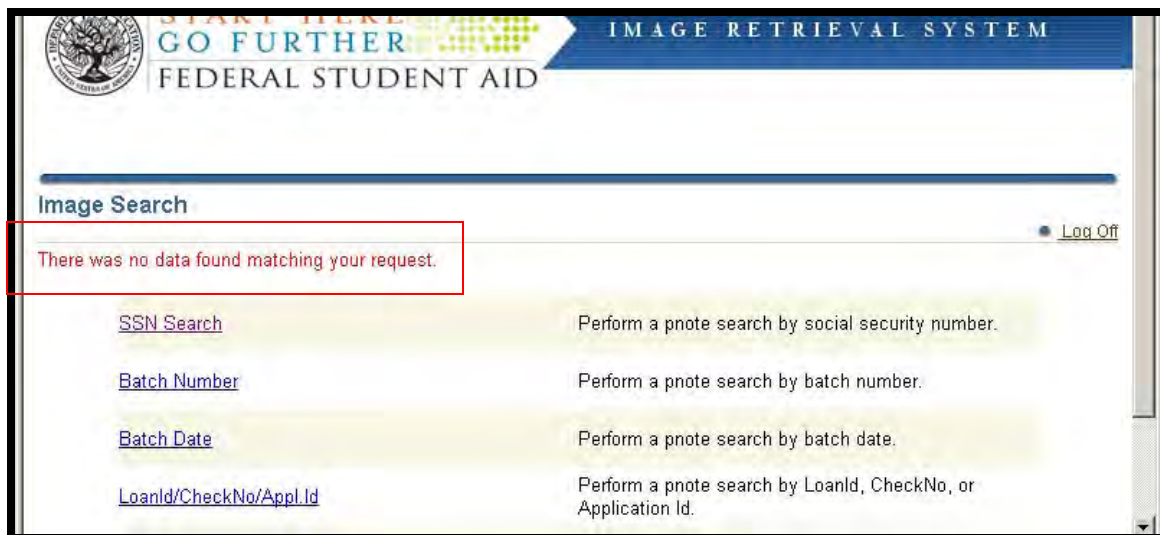 START HERE
GO FURTHER
FEDERAL STUDENT AID
IMAGE RETRIEVAL SYSTEM
Image Search
Log Off
There was no data found matching your request.
SSN Search
Perform a pnote search by social security number.
Batch Number
Perform a pnote search by batch number.
Batch Date
Perform a pnote search by batch date.
LoanId/CheckNo/Appl.Id
Perform a pnote search by LoanId, CheckNo, or
Application Id.